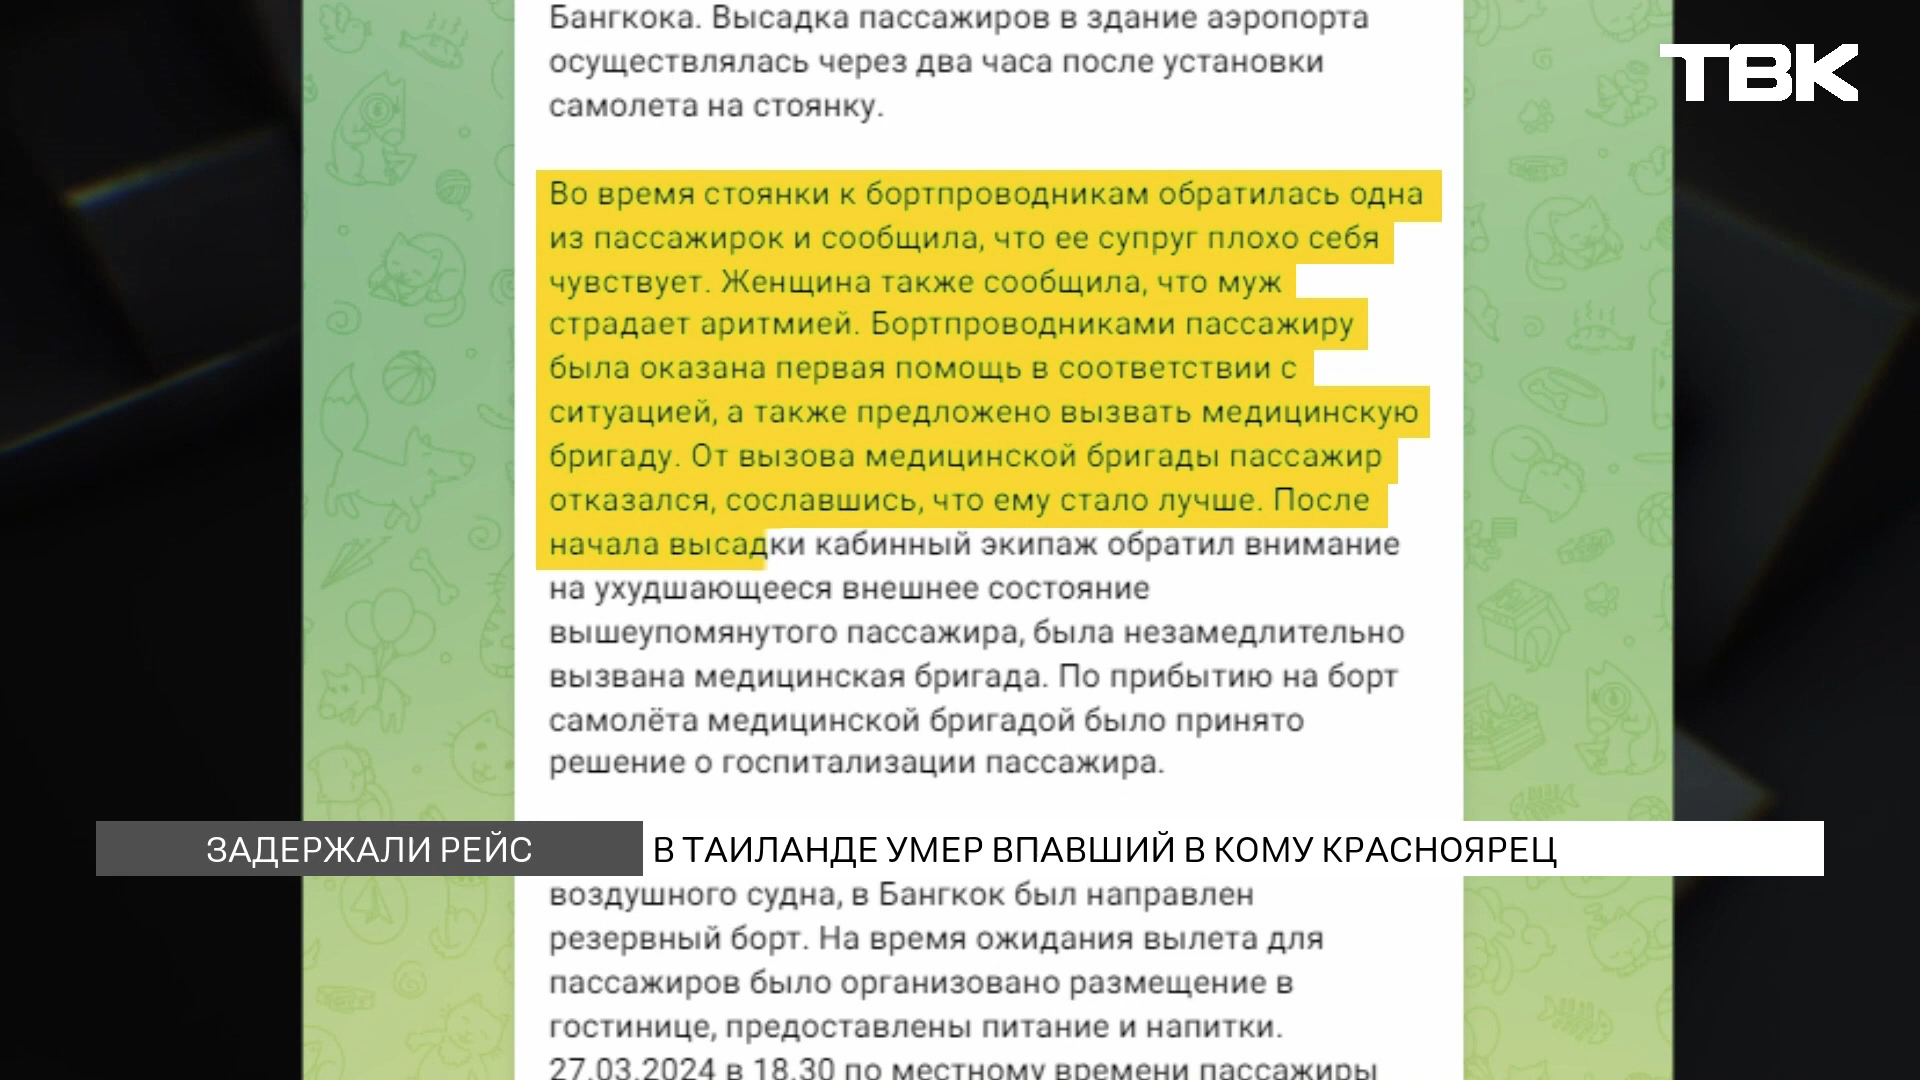 Бангкока. Высадка пассажиров в здание аэропорта
осуществлялась через два часа после установки
самолета на стоянку.
ТВК
Во время стоянки к бортпроводникам обратилась одна
из пассажирок и сообщила, что ее супруг плохо себя
чувствует. Женщина также сообщила, что муж
страдает аритмией. Бортпроводниками пассажиру
была оказана первая помощь в соответствии с
ситуацией, а также предложено вызвать медицинскую
бригаду. От вызова медицинской бригады пассажир
отказался, сославшись, что ему стало лучше. После
начала высадки кабинный экипаж обратил внимание
на ухудшающееся внешнее состояние
вышеупомянутого пассажира, была незамедлительно
вызвана медицинская бригада. По прибытию на борт
самолёта медицинской бригадой было принято
решение о госпитализации пассажира.
ЗАДЕРЖАЛИ РЕЙС
В ТАИЛАНДЕ УМЕР ВПАВШИЙ В КОМУ КРАСНОЯРЕЦ
воздушного судна, в Бангкок был направлен
резервный борт. На время ожидания вылета для
пассажиров было организовано размещение в
гостинице, предоставлены питание и напитки.
27.03.2024 в 18.30 по местному времени пассажиры